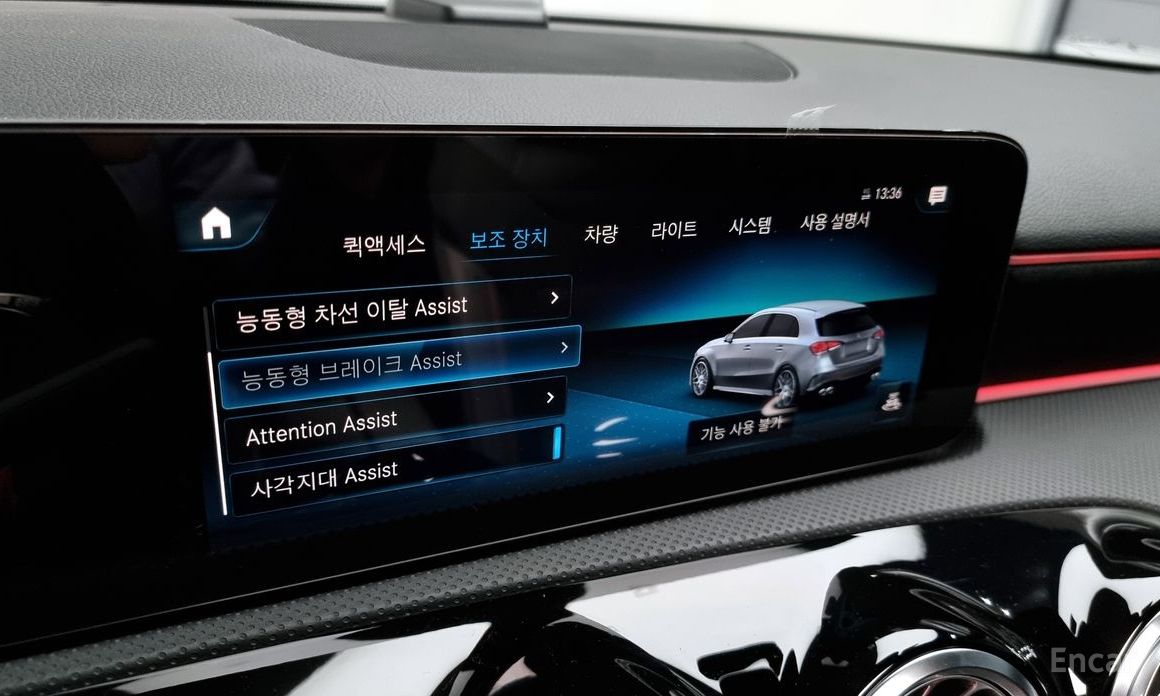 13:36
퀵액세스 보조 장치 차량 라이트 시스템 사용 설명서
능동형 차선 이탈 Assist
능동형 브레이크 Assist
Attention Assist
사각지대 Assist
기능 사용 불가